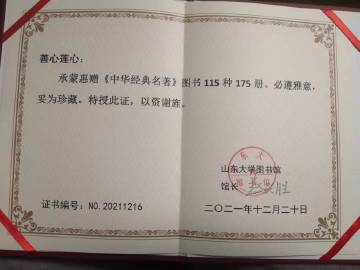 善心莲心：
承蒙惠赠《中华经典名著》图书 115 种 175 册，必遵雅意，
妥为珍藏。特授此证，以资谢旌。
山东大学图书馆
馆长
证书编号：NO.20211216
二〇二一年十二月二十日